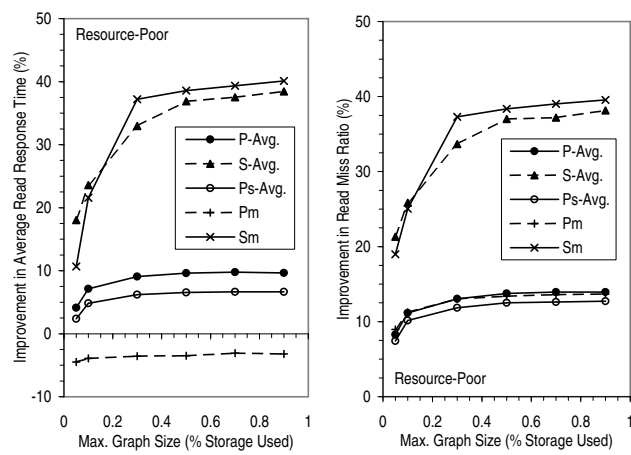 Improvement in Average Read Response Time (%)
50
40
30
20
10
0
-10
Resource-Poor
P-Avg.
S-Avg.
Ps-Avg.
Pm
Sm
0 0.2 0.4 0.6 0.8 1
Max. Graph Size (% Storage Used)
Improvement in Read Miss Ratio (%)
50
40
30
20
10
0
P-Avg.
S-Avg.
Ps-Avg.
Pm
Sm
Resource-Poor
0 0.2 0.4 0.6 0.8 1
Max. Graph Size (% Storage Used)